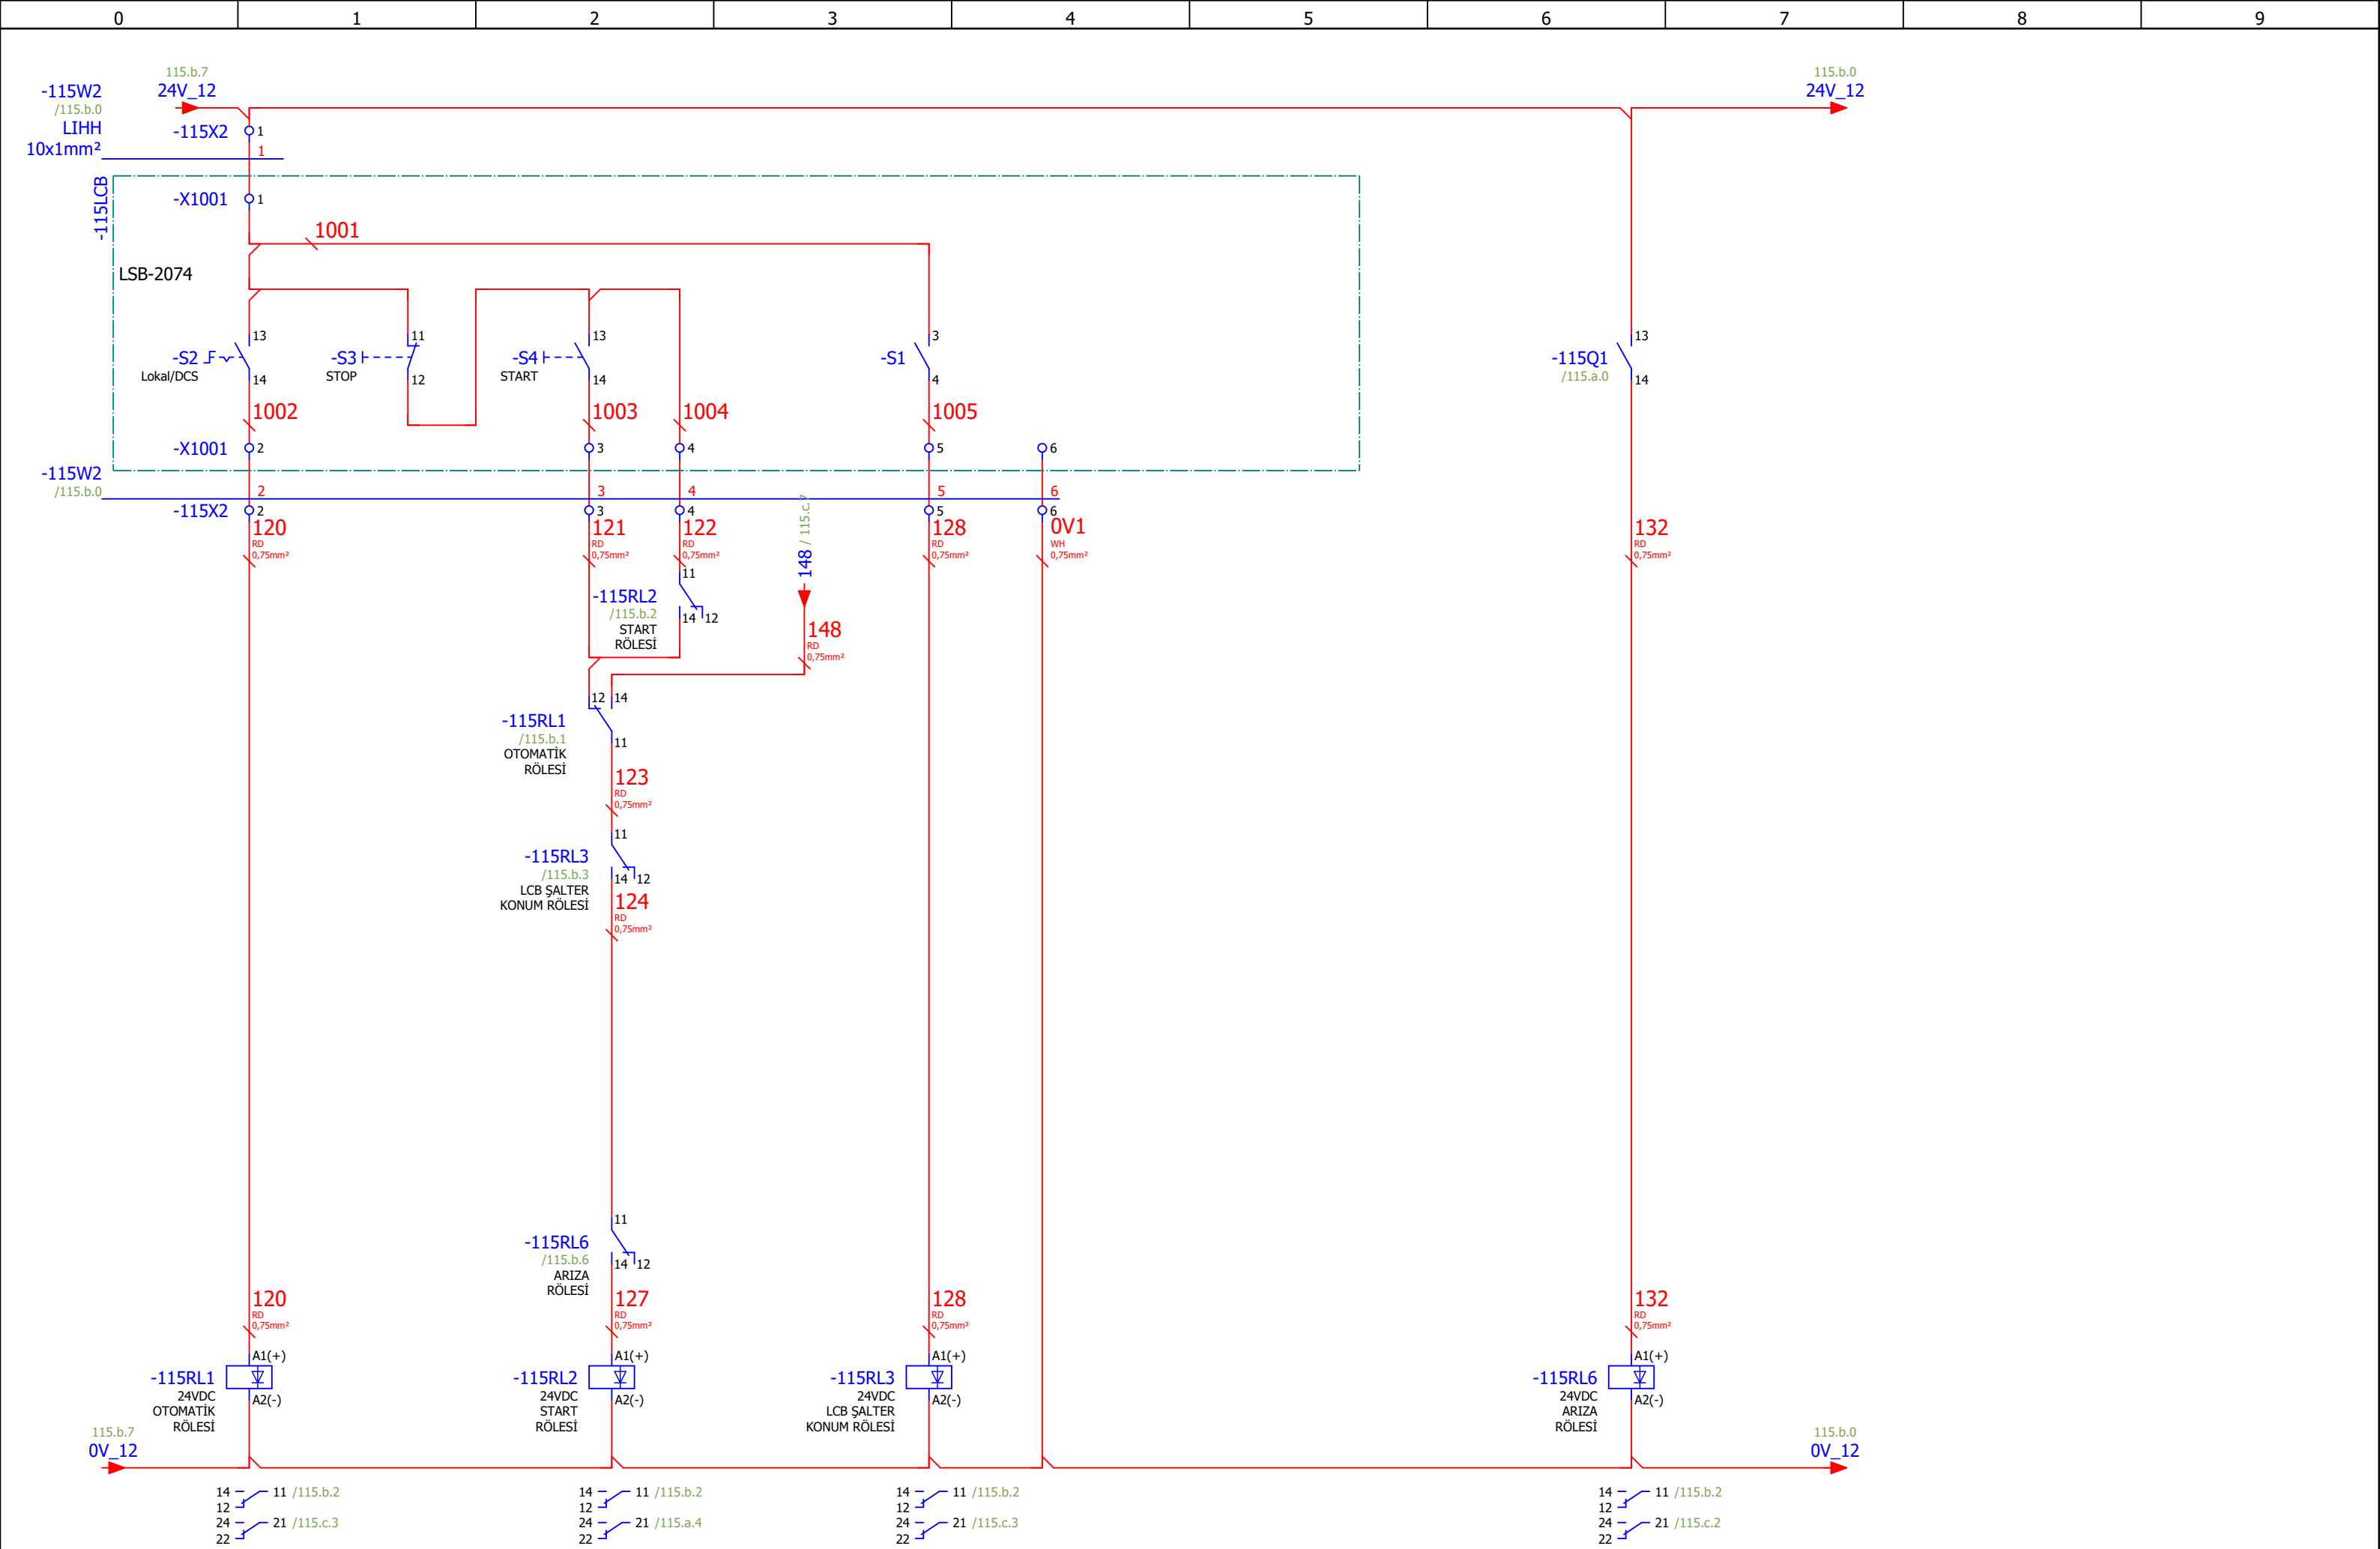 0 1 2 3 4 5 6 7 8 9
115.b.7
24V_12
115.b.0
24V_12
-115W2
/115.b.0
LIHH
10x1mm²
-115X2 1
1
-115LCB
-X1001 1
1001
LSB-2074
-S2 13
Lokal/DCS 14
-S3 11
STOP 12
-S4 13
START 14
-S1 3
4
-115Q1 13
/115.a.0 14
1002 1003 1004 1005
-X1001 2 3 4 5 6
-115W2
/115.b.0
2 3 4 5 6
-115X2 2 3 4 5 6
120
RD
0,75mm²
121
RD
0,75mm²
122
RD
0,75mm²
148 / 115.c.7
128
RD
0,75mm²
0V1
WH
0,75mm²
132
RD
0,75mm²
11
-115RL2
/115.b.2
14 12
START
RÖLESİ
148
RD
0,75mm²
12 14
-115RL1
/115.b.1
11
OTOMATİK
RÖLESİ
123
RD
0,75mm²
11
-115RL3
/115.b.3
14 12
LCB ŞALTER
KONUM RÖLESİ
124
RD
0,75mm²
11
-115RL6
/115.b.6
14 12
ARIZA
RÖLESİ
120
RD
0,75mm²
127
RD
0,75mm²
128
RD
0,75mm²
132
RD
0,75mm²
A1(+)
-115RL1
24VDC
A2(-)
OTOMATİK
RÖLESİ
A1(+)
-115RL2
24VDC
A2(-)
START
RÖLESİ
A1(+)
-115RL3
24VDC
A2(-)
LCB ŞALTER
KONUM RÖLESİ
A1(+)
-115RL6
24VDC
A2(-)
ARIZA
RÖLESİ
115.b.7
0V_12
115.b.0
0V_12
14 11 /115.b.2
12
24 21 /115.c.3
22
14 11 /115.b.2
12
24 21 /115.a.4
22
14 11 /115.b.2
12
24 21 /115.c.3
22
14 11 /115.b.2
12
24 21 /115.c.2
22